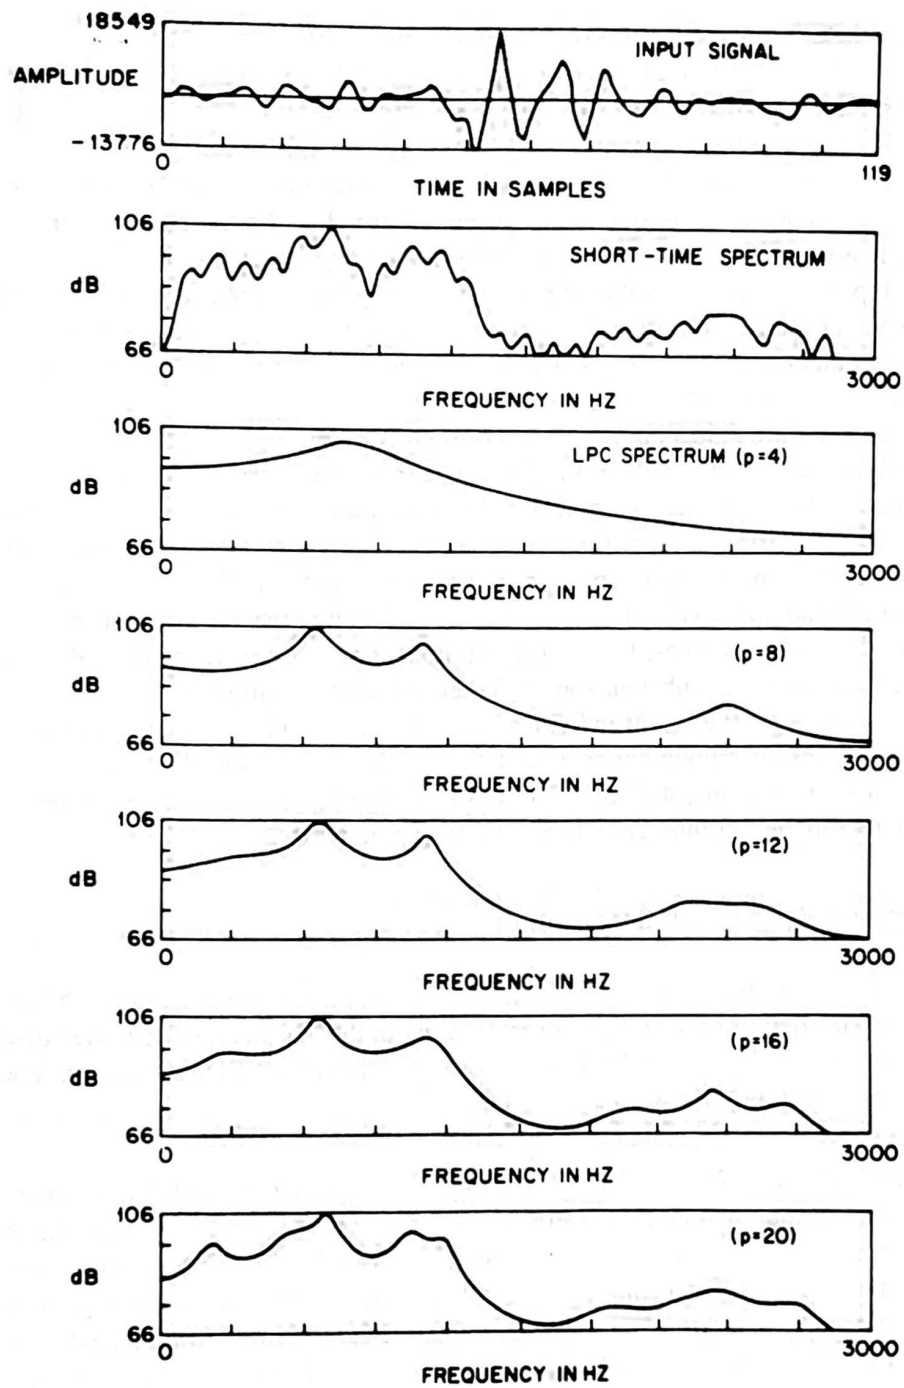 18549
INPUT SIGNAL
AMPLITUDE
-13776
0
119
TIME IN SAMPLES
106
SHORT-TIME SPECTRUM
dB
66
0
3000
FREQUENCY IN HZ
106
LPC SPECTRUM (p=4)
dB
66
0
3000
FREQUENCY IN HZ
106
(p=8)
dB
66
0
3000
FREQUENCY IN HZ
106
(p=12)
dB
66
0
3000
FREQUENCY IN HZ
106
(p=16)
dB
66
0
3000
FREQUENCY IN HZ
106
(p=20)
dB
66
0
3000
FREQUENCY IN HZ